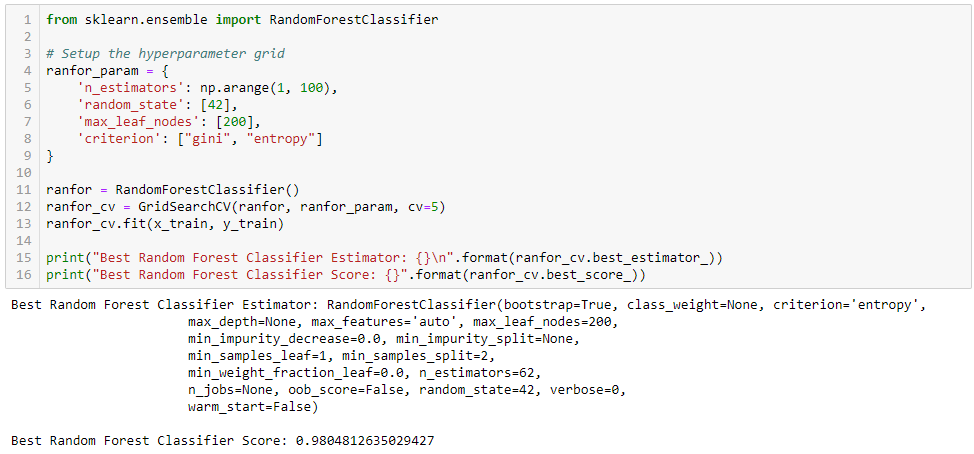 1 from sklearn.ensemble import RandomForestClassifier
2
3 # Setup the hyperparameter grid
4 ranfor_param = {
5     'n_estimators': np.arange(1, 100),
6     'random_state': [42],
7     'max_leaf_nodes': [200],
8     'criterion': ["gini", "entropy"]
9 }
10
11 ranfor = RandomForestClassifier()
12 ranfor_cv = GridSearchCV(ranfor, ranfor_param, cv=5)
13 ranfor_cv.fit(x_train, y_train)
14
15 print("Best Random Forest Classifier Estimator: {}\n".format(ranfor_cv.best_estimator_))
16 print("Best Random Forest Classifier Score: {}".format(ranfor_cv.best_score_))
Best Random Forest Classifier Estimator: RandomForestClassifier(bootstrap=True, class_weight=None, criterion='entropy',
                       max_depth=None, max_features='auto', max_leaf_nodes=200,
                       min_impurity_decrease=0.0, min_impurity_split=None,
                       min_samples_leaf=1, min_samples_split=2,
                       min_weight_fraction_leaf=0.0, n_estimators=62,
                       n_jobs=None, oob_score=False, random_state=42, verbose=0,
                       warm_start=False)
Best Random Forest Classifier Score: 0.9804812635029427